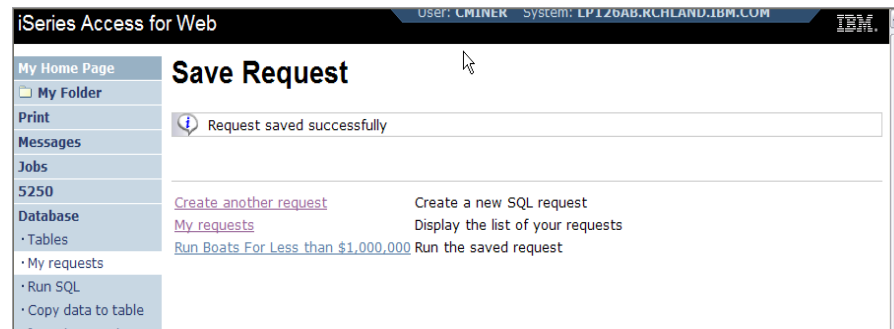 User: CMINER System: LP126AB.RCHLAND.IBM.COM
iSeries Access for Web
IBM.
My Home Page
My Folder
Print
Messages
Jobs
5250
Database
· Tables
· My requests
· Run SQL
· Copy data to table
Save Request
Request saved successfully
Create another request Create a new SQL request
My requests Display the list of your requests
Run Boats For Less than $1,000,000 Run the saved request